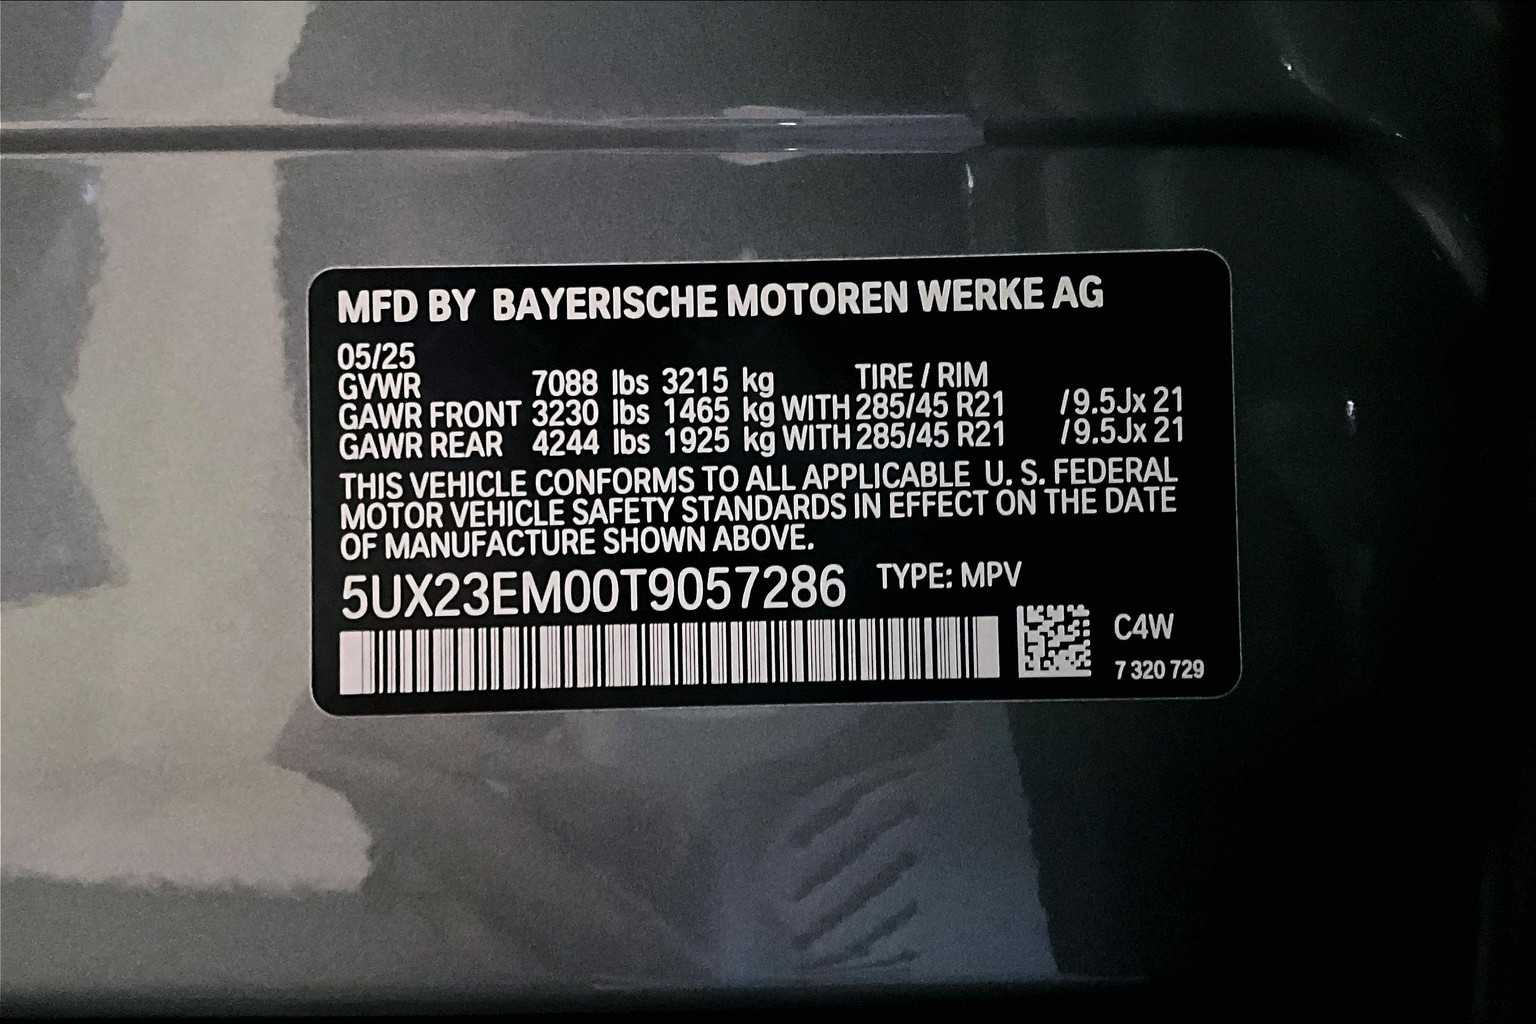 MFD BY BAYERISCHE MOTOREN WERKE AG
05/25
GVWR 7088 lbs 3215 kg TIRE / RIM
GAWR FRONT 3230 lbs 1465 kg WITH 285/45 R21 / 9.5Jx 21
GAWR REAR 4244 lbs 1925 kg WITH 285/45 R21 / 9.5Jx 21
THIS VEHICLE CONFORMS TO ALL APPLICABLE U. S. FEDERAL
MOTOR VEHICLE SAFETY STANDARDS IN EFFECT ON THE DATE
OF MANUFACTURE SHOWN ABOVE.
5UX23EM00T9057286 TYPE: MPV
C4W
7 320 729